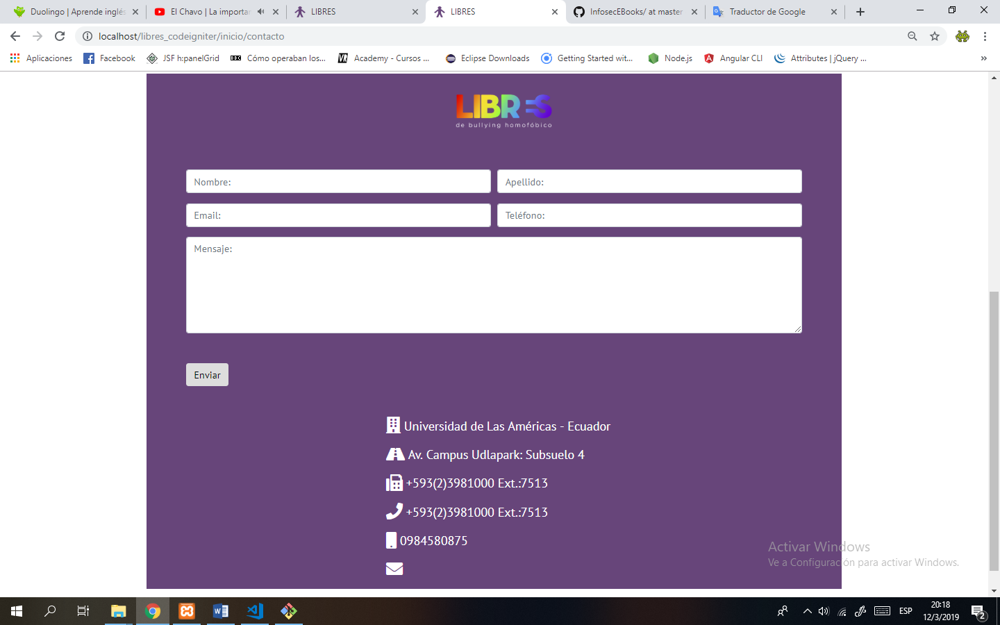 Duolingo | Aprende inglés
El Chavo | La importar
LIBRES
LIBRES
InfosecEBooks/ at master
Traductor de Google
localhost/libres_codeigniter/inicio/contacto
Aplicaciones
Facebook
JSF h:panelGrid
BBC
Cómo operaban los...
Academy - Cursos ...
Eclipse Downloads
Getting Started wit...
Node.js
Angular CLI
Attributes | jQuery ...
»
LIBRES
de bullying homofóbico
Nombre:
Apellido:
Email:
Teléfono:
Mensaje:
Enviar
Universidad de Las Américas - Ecuador
Av. Campus Udlapark: Subsuelo 4
+593(2)3981000 Ext.:7513
+593(2)3981000 Ext.:7513
0984580875
Activar Windows
Ve a Configuración para activar Windows.
ESP
20:18
12/3/2019
2